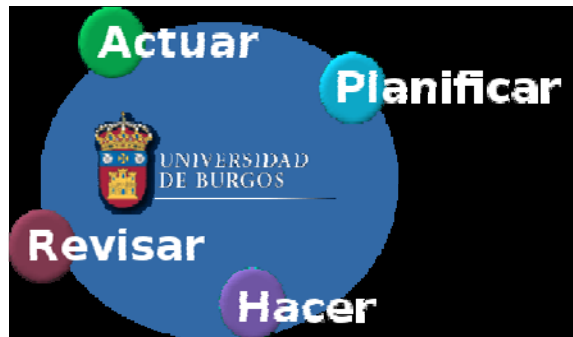 Actuar
Planificar
UNIVERSIDAD
DE BURGOS
Revisar
Hacer